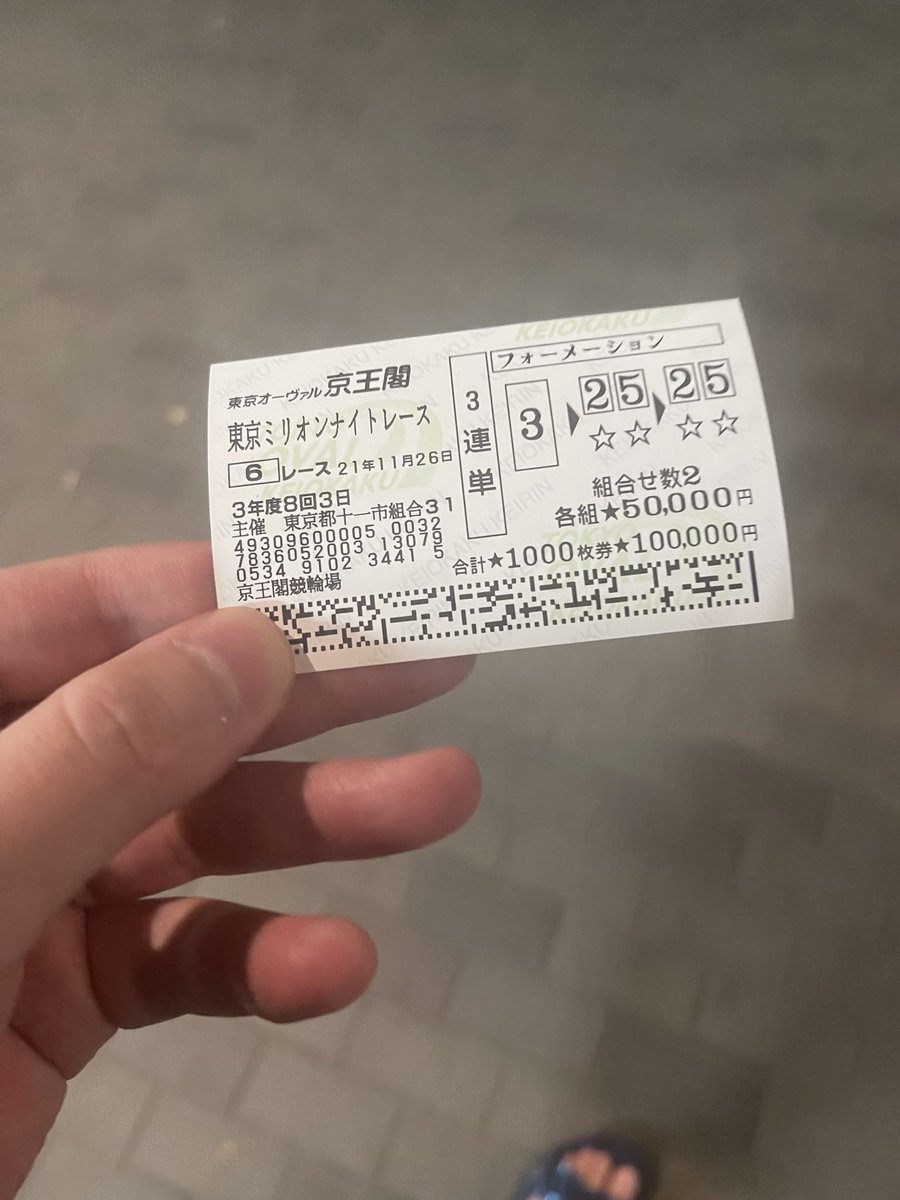 東京オーヴァル京王閣
東京ミリオンナイトレース
6レース 21年11月26日
3年度8回3日
主催 東京都十一市組合31
49309600005 0032
7836052003 13079
0534 9102 3441 5
京王閣競輪場
3連単
KEIOKAKU
フォーメーション
3 ▶ 2 5 ▶ 2 5
☆ ☆ ☆ ☆
組合せ数2
各組★50,000円
合計★1000枚券★100,000円